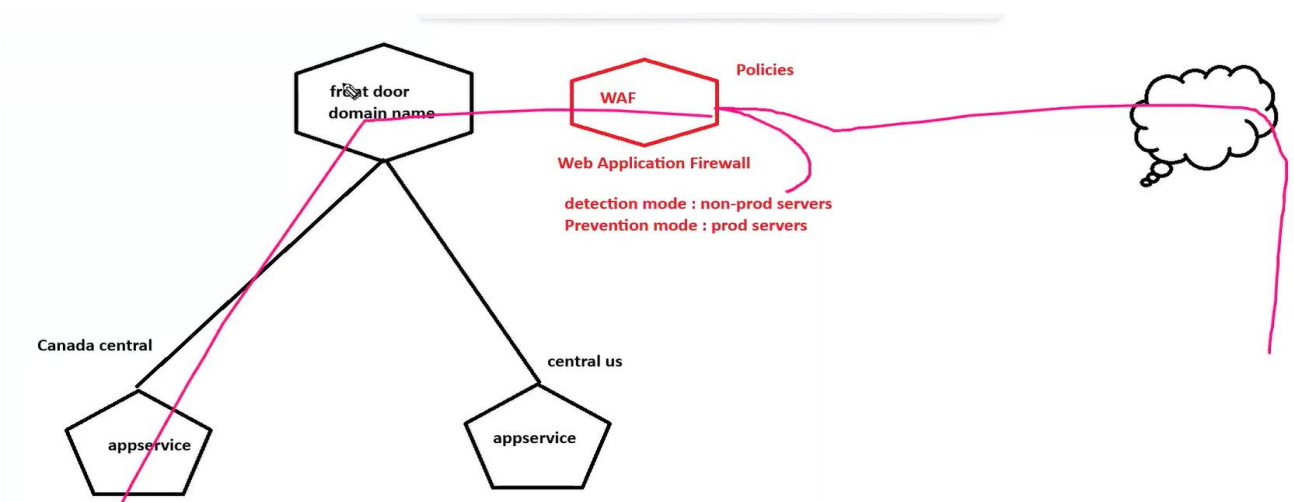 front door
domain name
WAF
Policies
Web Application Firewall
detection mode : non-prod servers
Prevention mode : prod servers
Canada central
central us
appservice
appservice